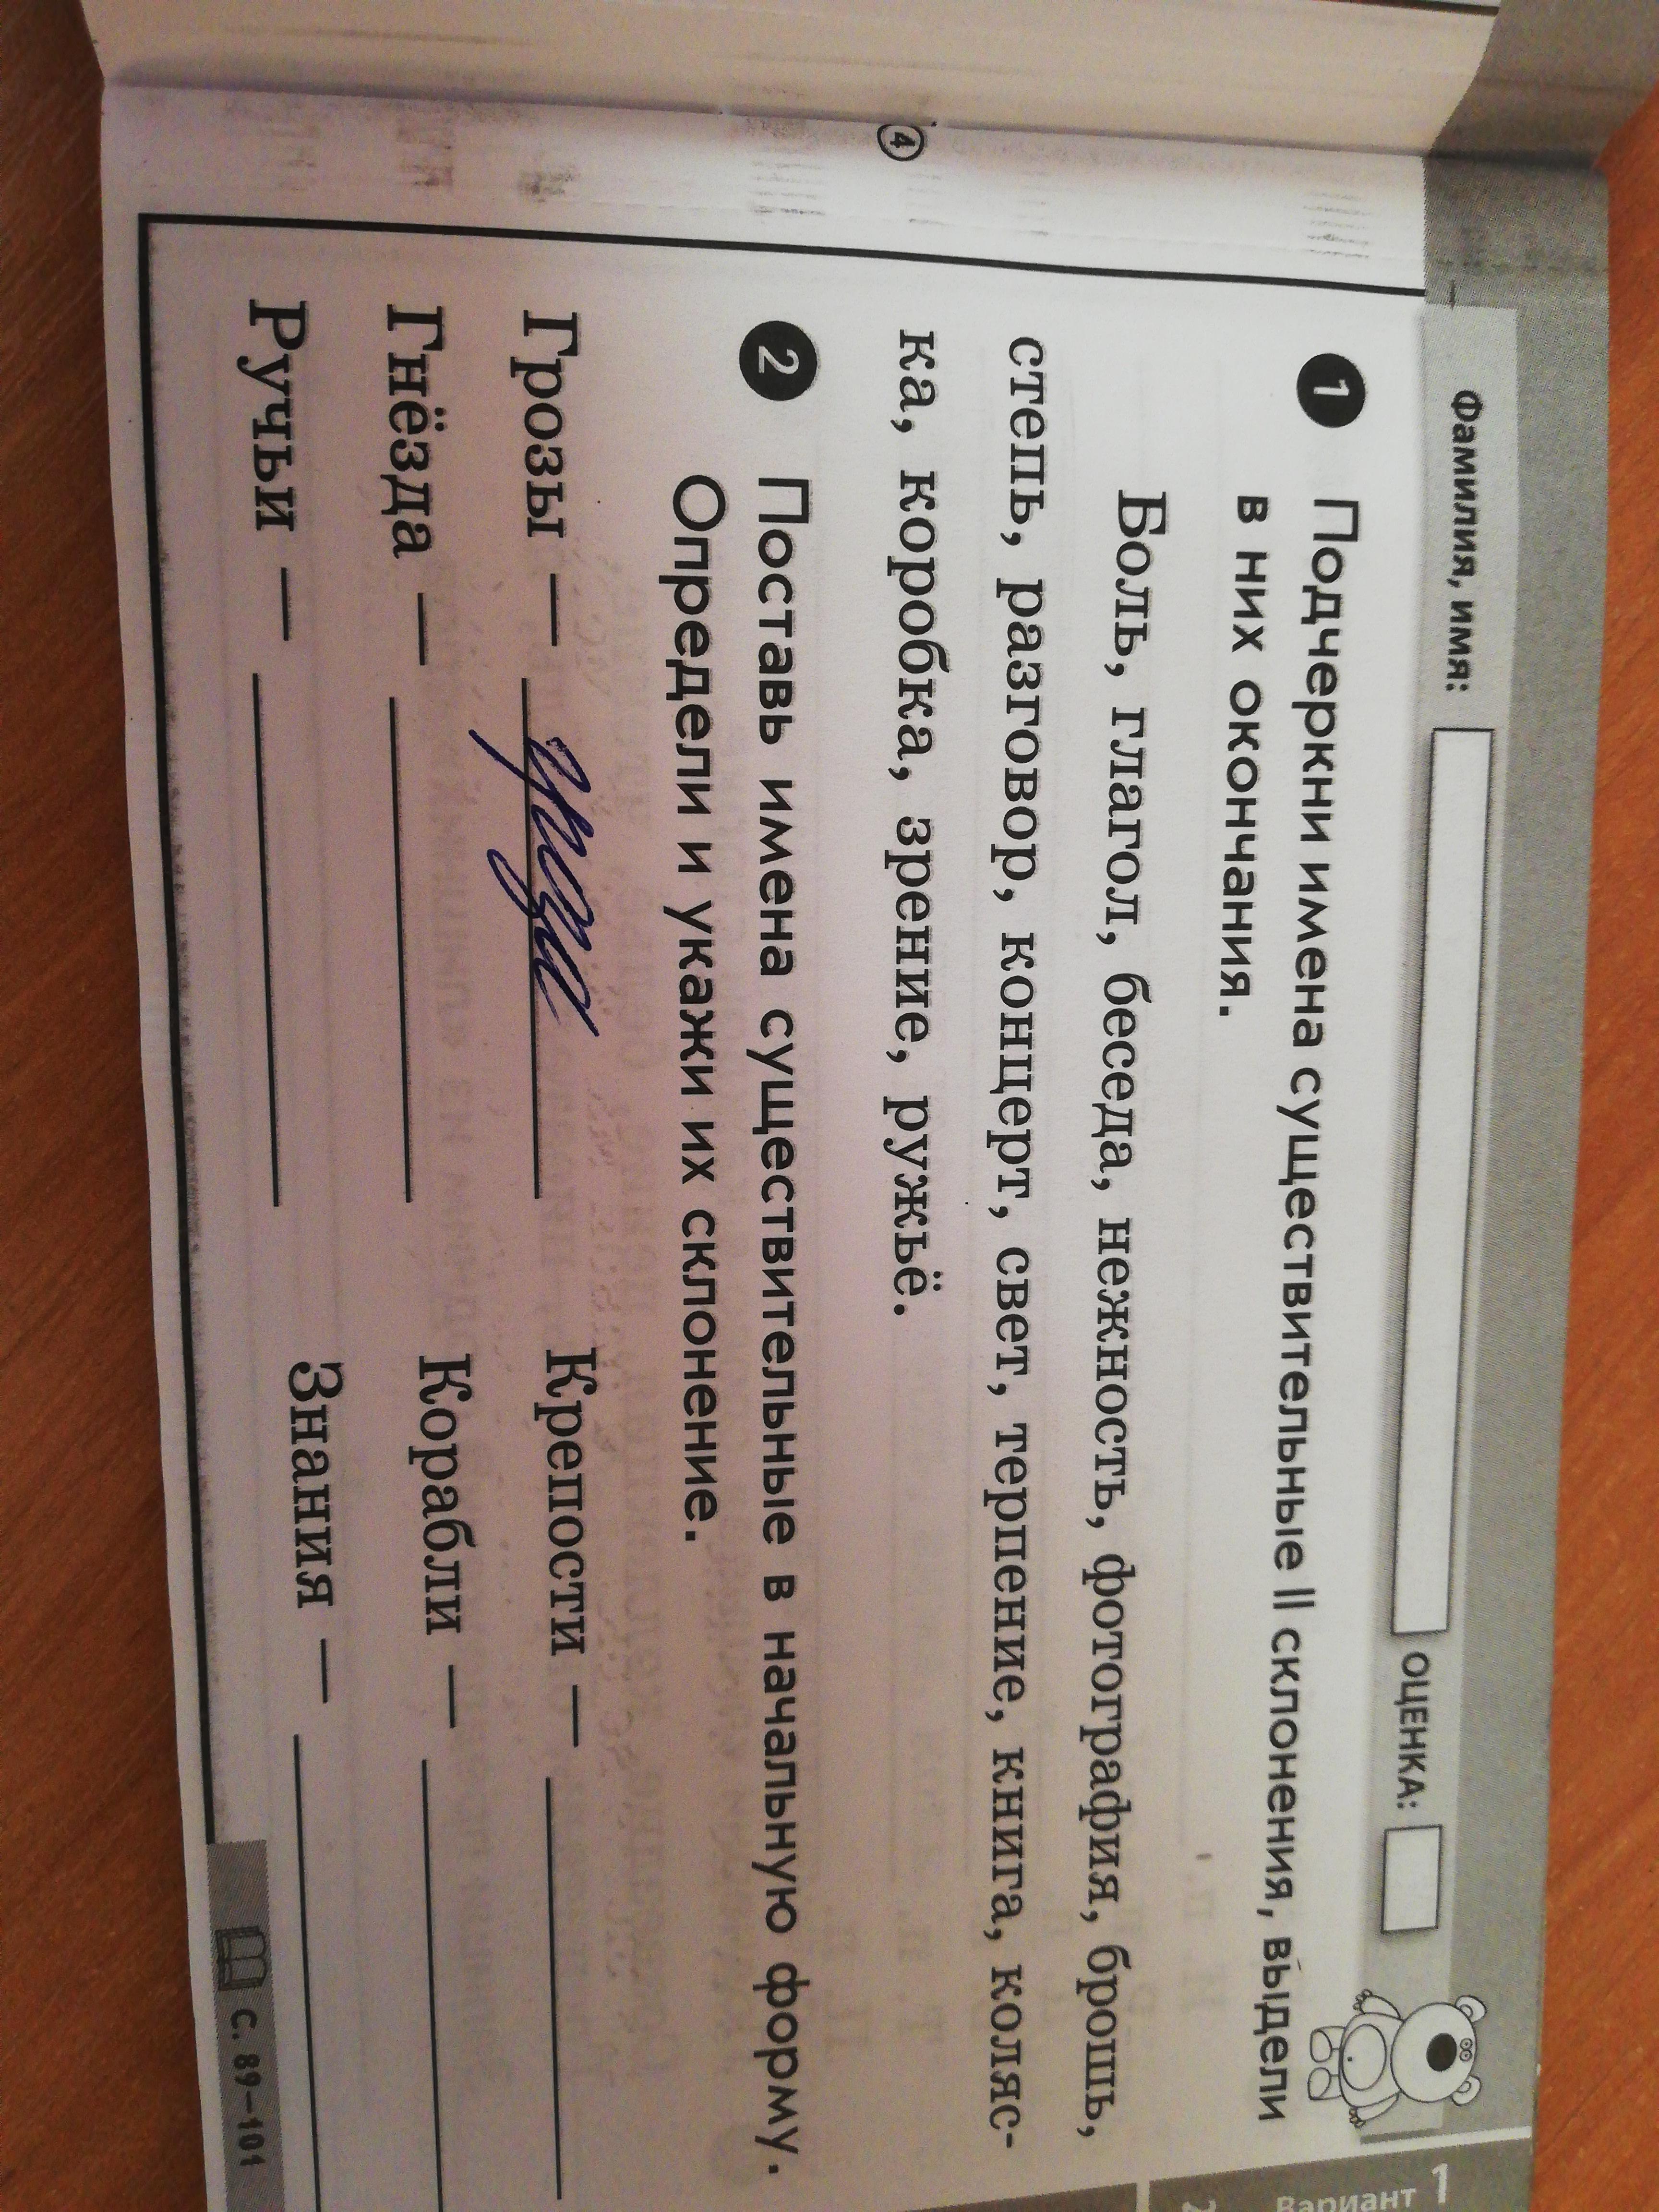 Фамилия, имя: ОЦЕНКА:
Вариант 1
1 Подчеркни имена существительные II склонения, выдели
в них окончания.
Боль, глагол, беседа, нежность, фотография, брошь,
степь, разговор, концерт, свет, терпение, книга, коляс-
ка, коробка, зрение, ружьё.
2 Поставь имена существительные в начальную форму.
Определи и укажи их склонение.
Грозы — гроза Крепости —
Гнёзда — Корабли —
Ручьи — Знания —
4
С. 89–101